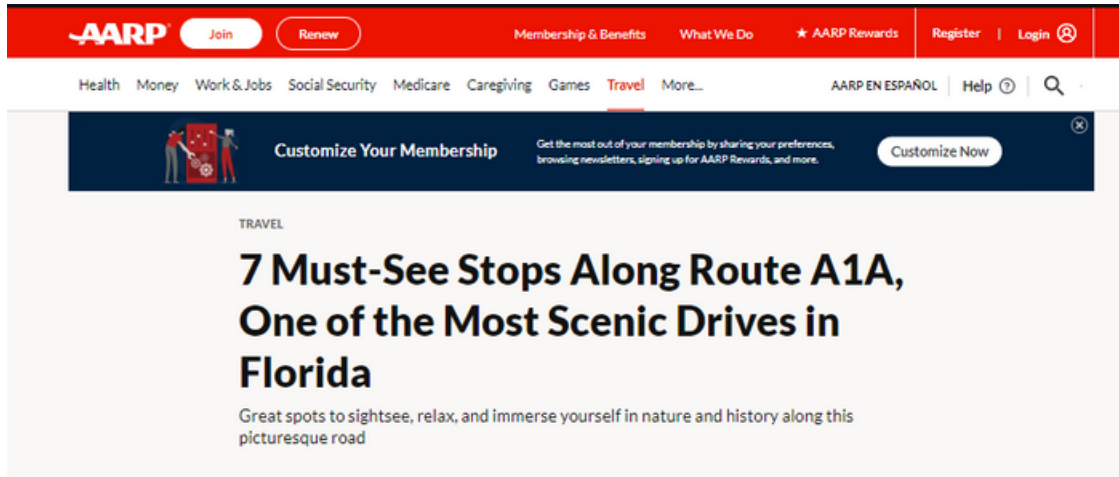 AARP Join Renew Membership & Benefits What We Do ★ AARP Rewards Register | Login
Health Money Work & Jobs Social Security Medicare Caregiving Games Travel More... AARP EN ESPAÑOL Help
Customize Your Membership
Get the most out of your membership by sharing your preferences,
browsing newsletters, signing up for AARP Rewards, and more.
Customize Now
TRAVEL
7 Must-See Stops Along Route A1A,
One of the Most Scenic Drives in
Florida
Great spots to sightsee, relax, and immerse yourself in nature and history along this
picturesque road